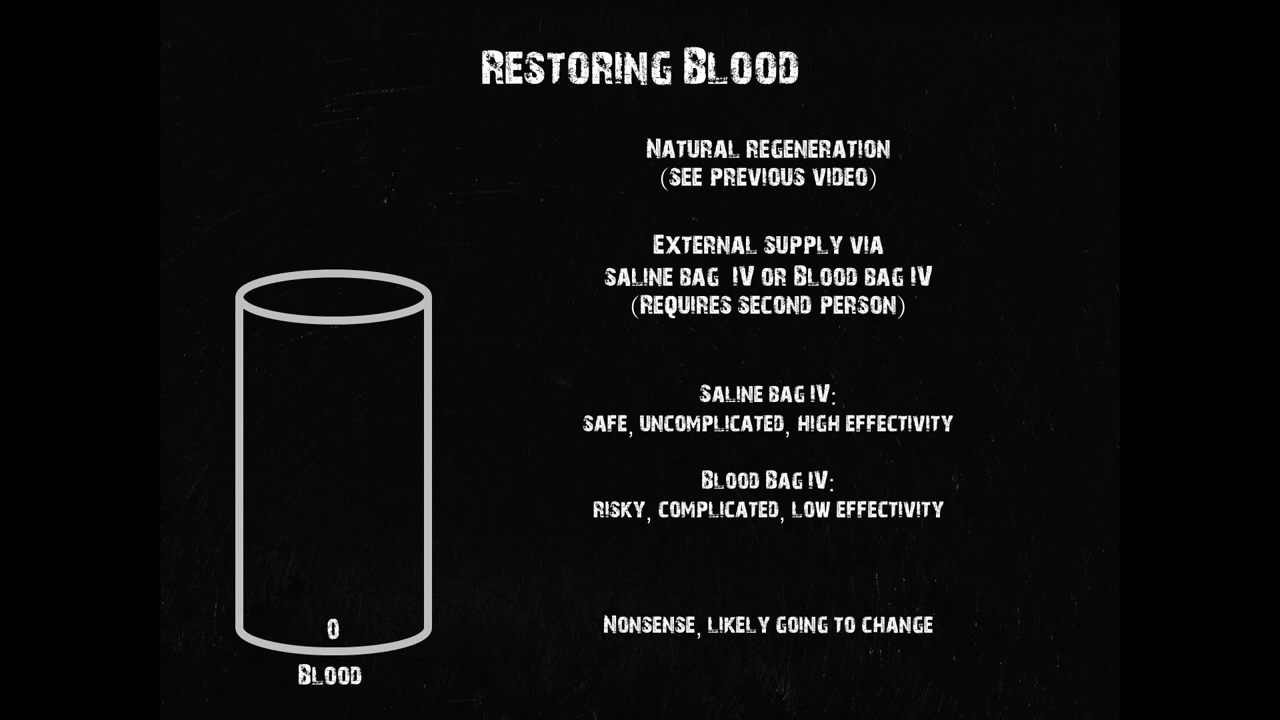 Restoring Blood
Natural regeneration
(see previous video)
External supply via
saline bag IV or Blood bag IV
(requires second person)
Saline bag IV:
safe, uncomplicated, high effectivity
Blood Bag IV:
risky, complicated, low effectivity
Nonsense, likely going to change
0
Blood